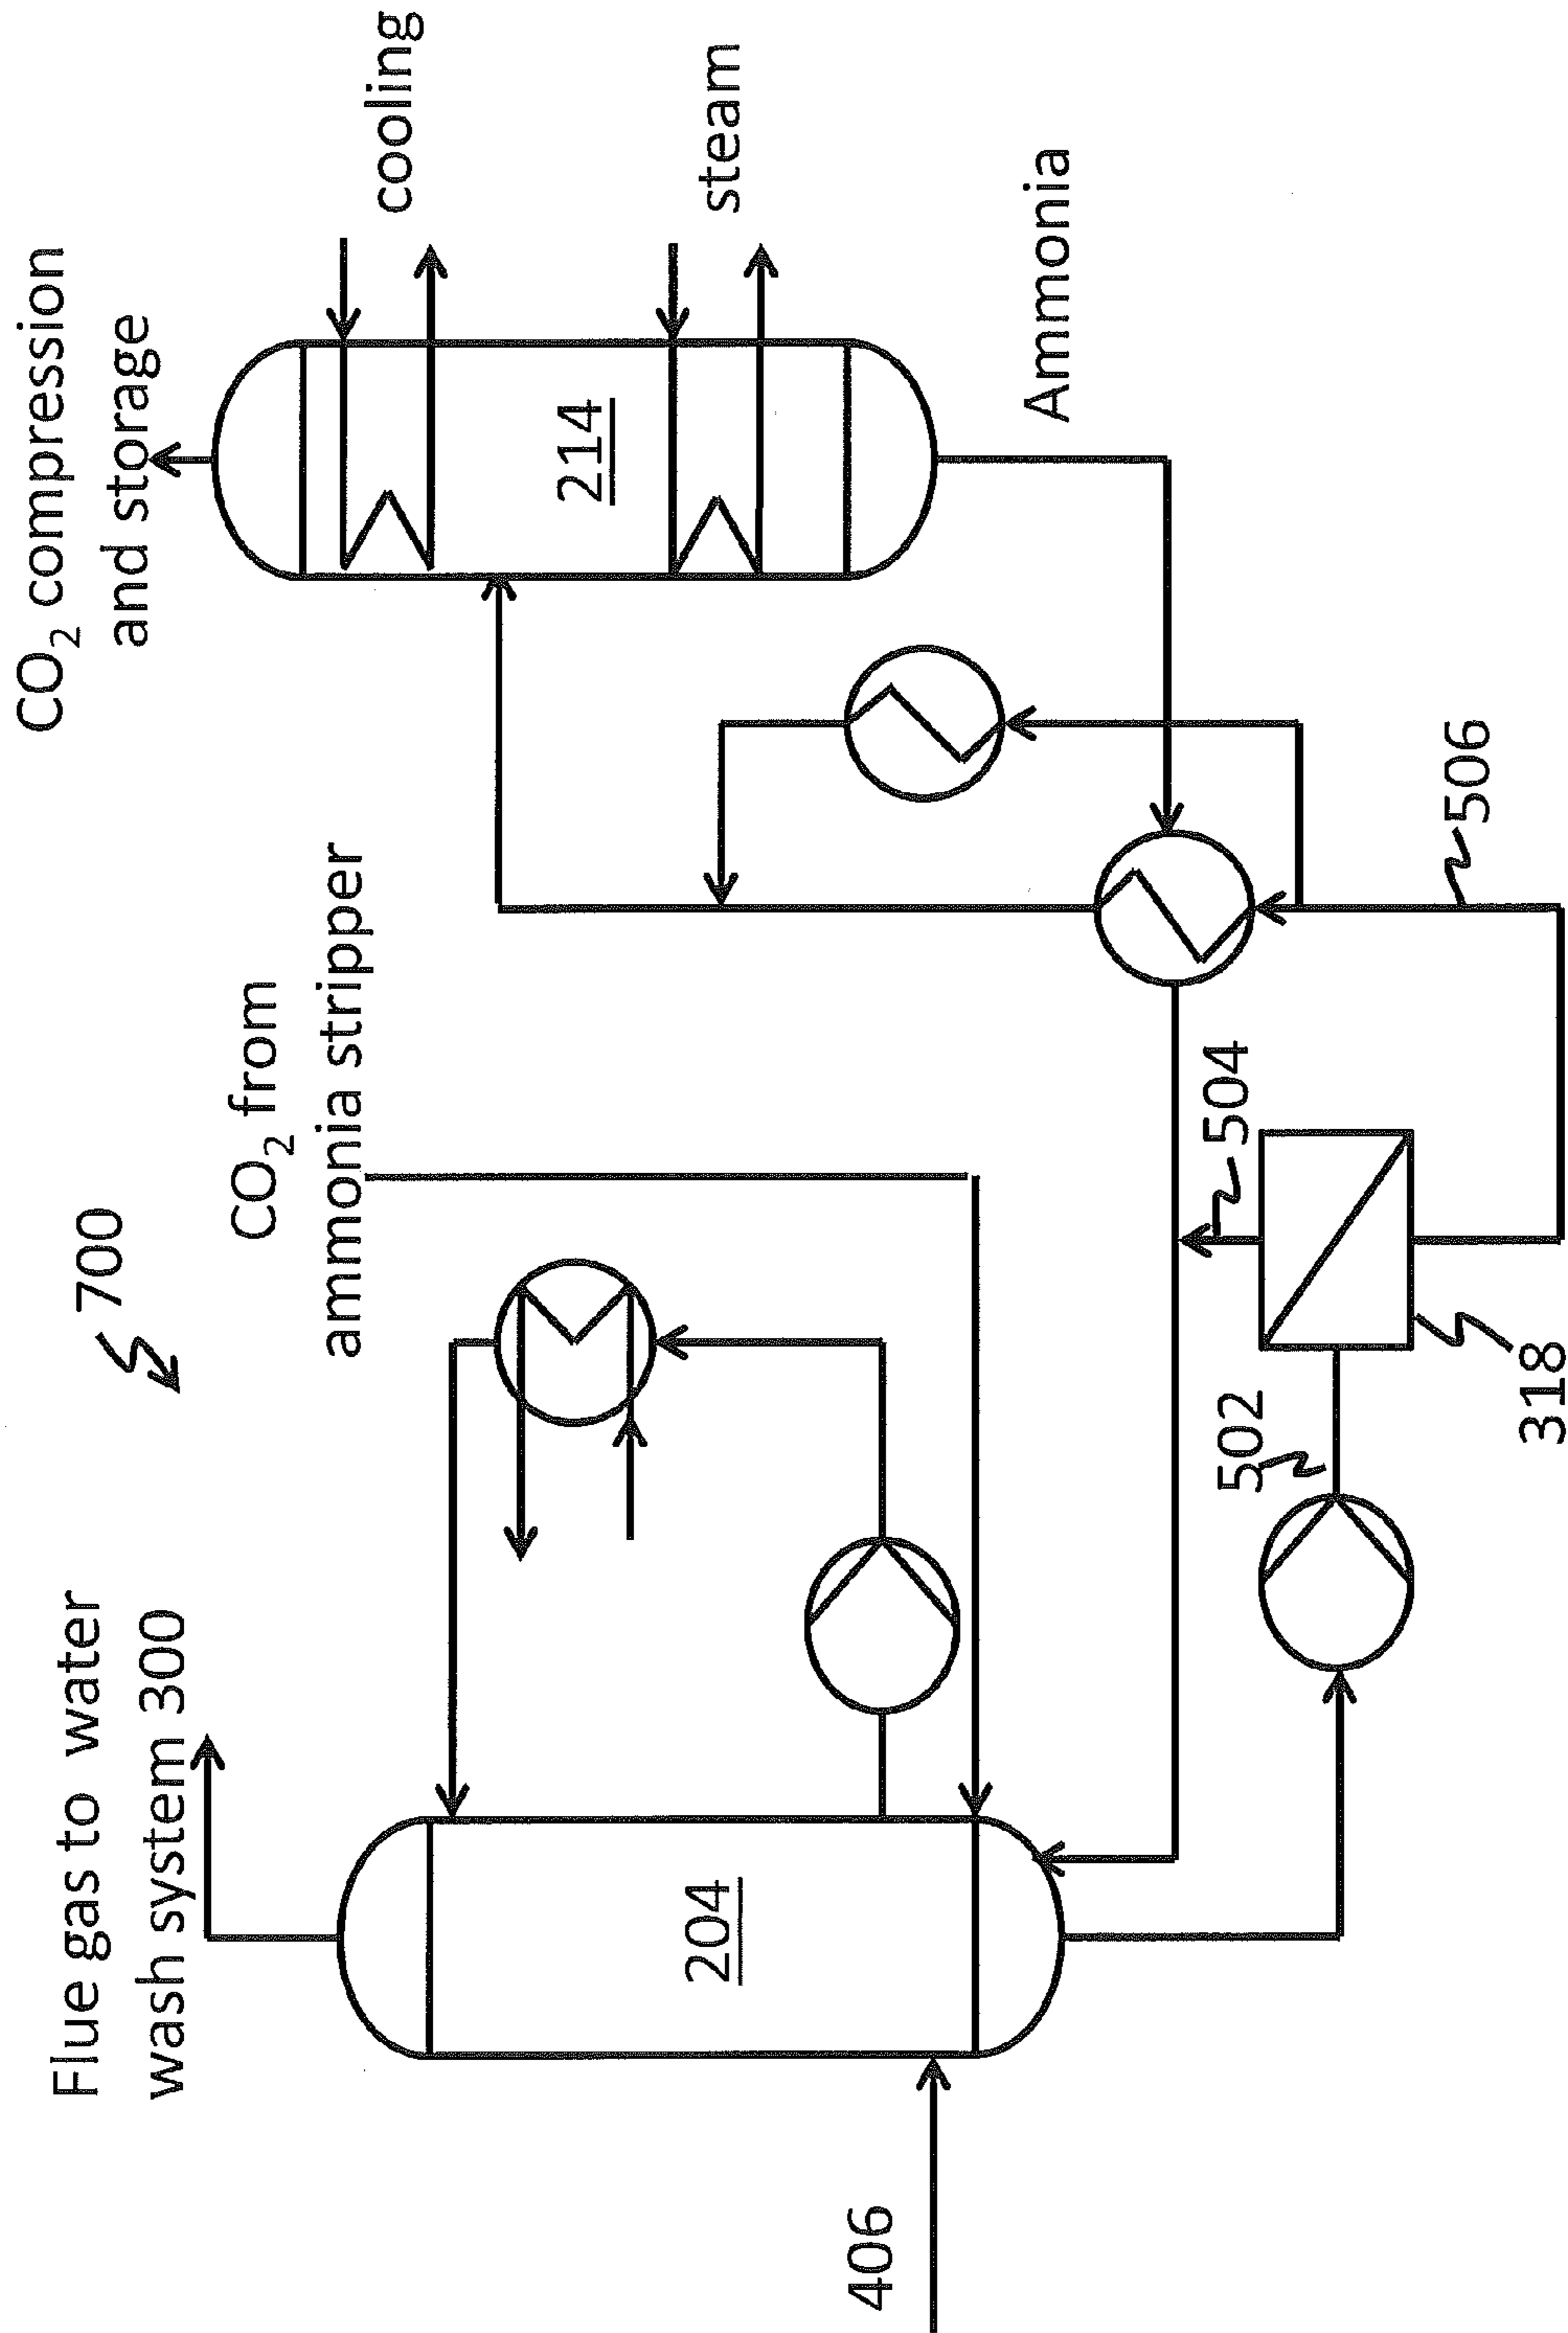 Flue gas to water
wash system 300
700
CO₂ from
ammonia stripper
CO₂ compression
and storage
cooling
steam
214
204
406
Ammonia
502
504
506
318